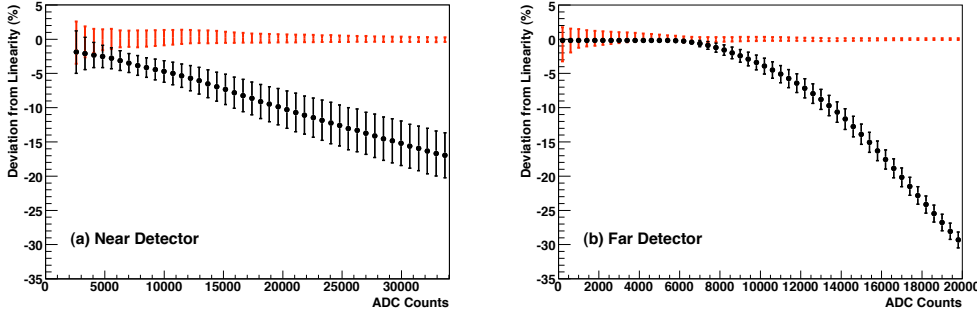 Deviation from Linearity (%)
5
0
-5
-10
-15
-20
-25
-30
-35
(a) Near Detector
0 5000 10000 15000 20000 25000 30000
ADC Counts
Deviation from Linearity (%)
5
0
-5
-10
-15
-20
-25
-30
-35
(b) Far Detector
0 2000 4000 6000 8000 10000 12000 14000 16000 18000 20000
ADC Counts